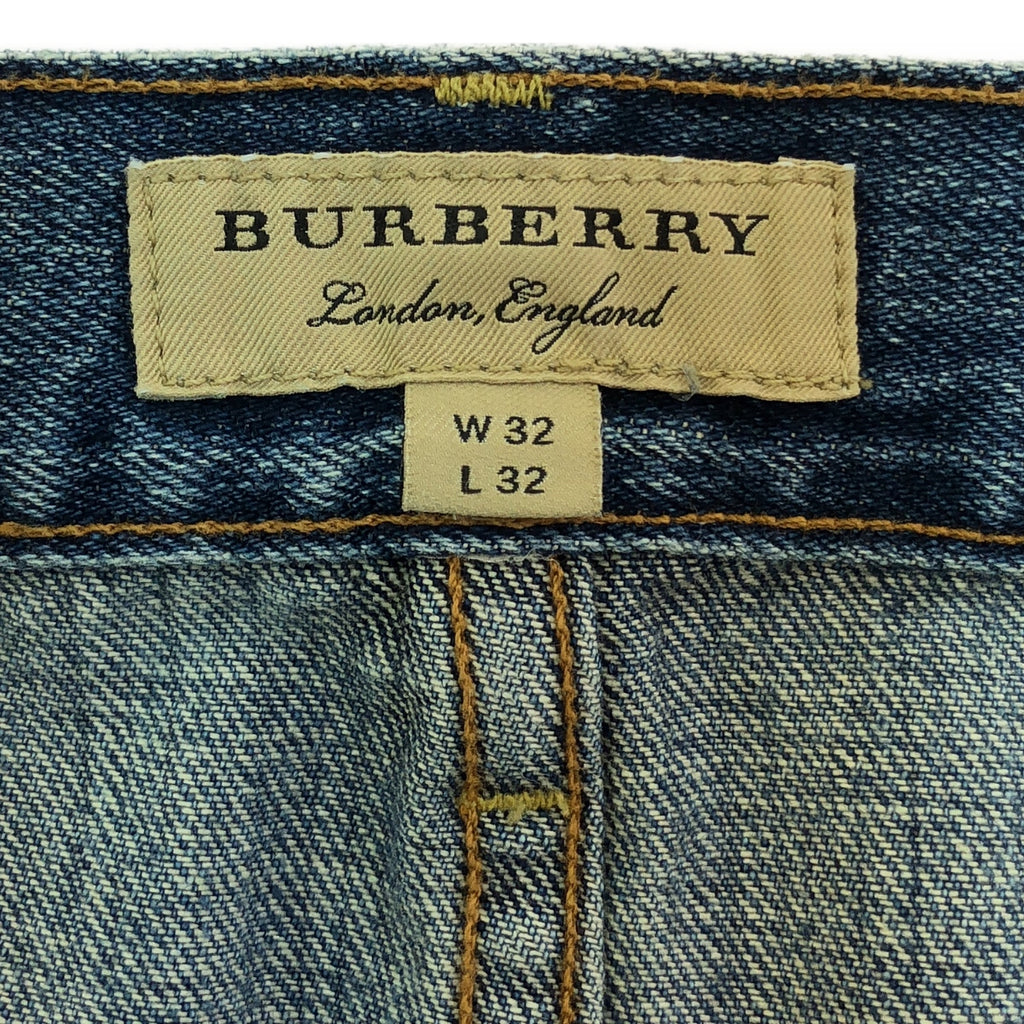 BURBERRY
London, England
W 32
L 32